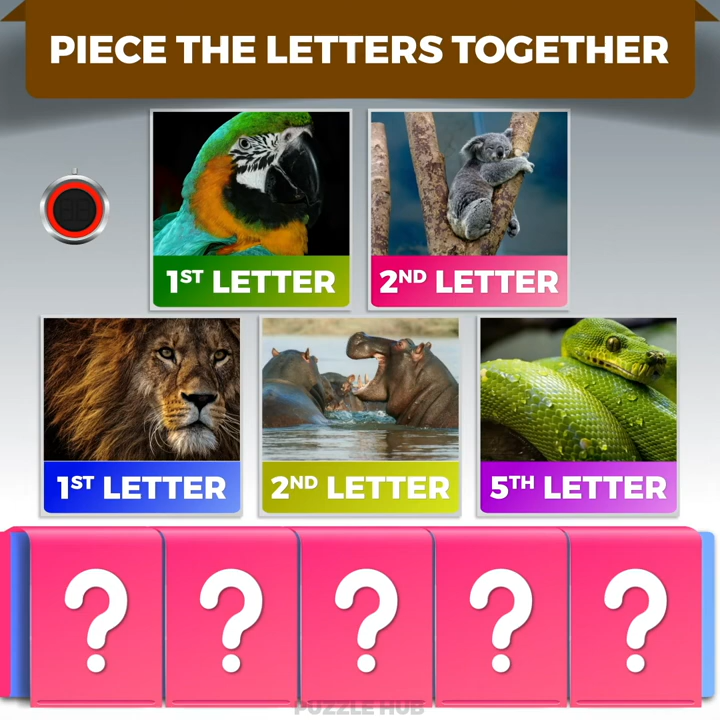 PIECE THE LETTERS TOGETHER
1ST LETTER
2ND LETTER
1ST LETTER
2ND LETTER
5TH LETTER
? ? ? ? ?
PUZZLE HUB